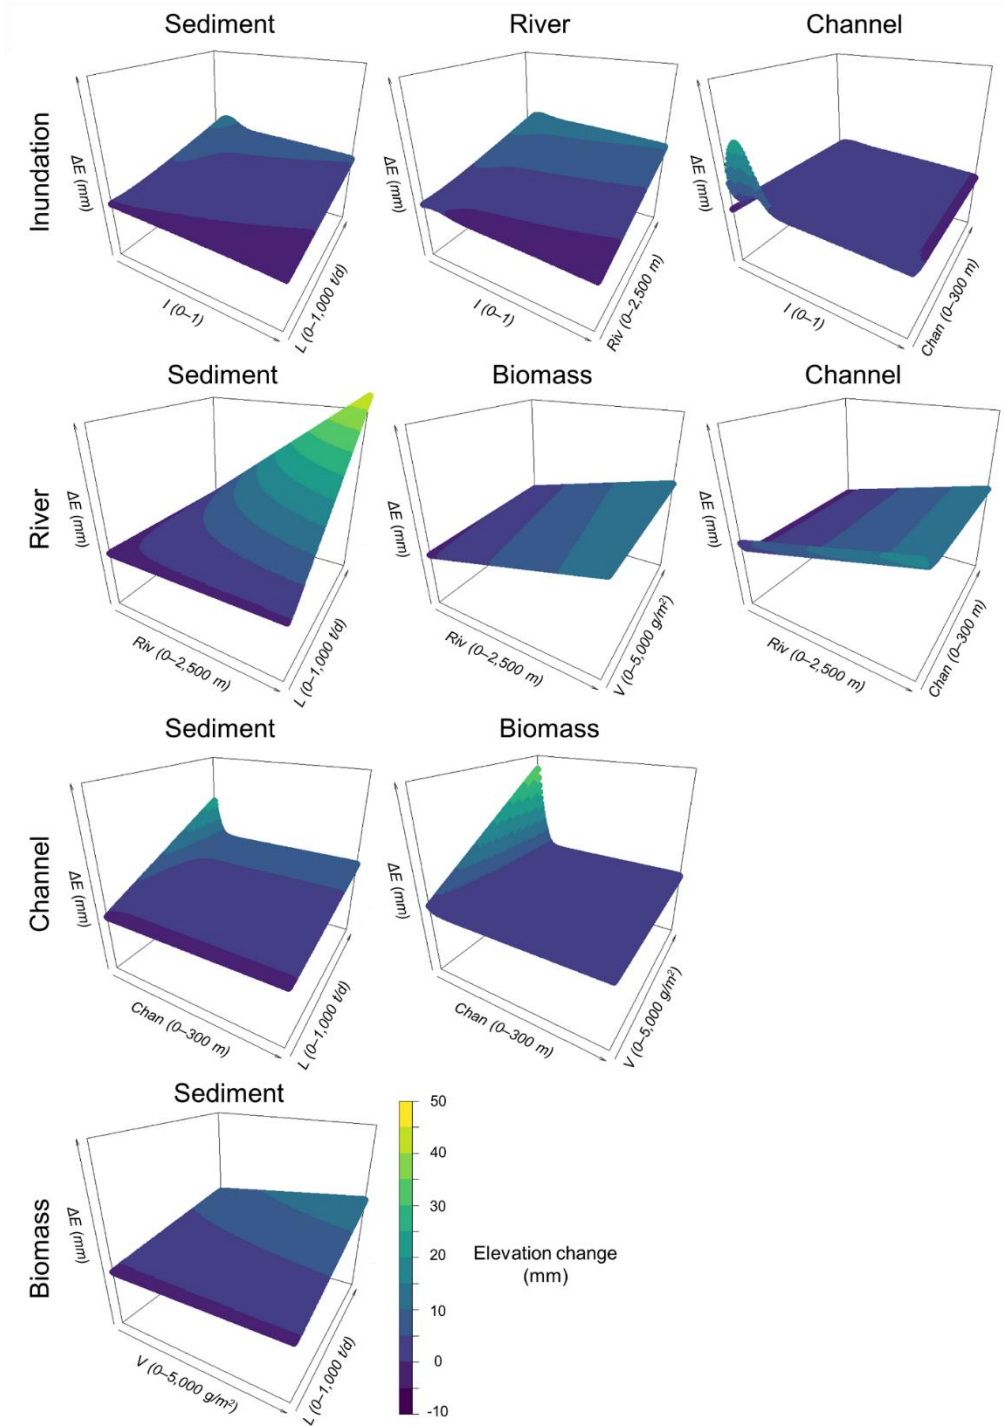 Sediment
River
Channel
Inundation
ΔE (mm)
I (0–1)
L (0–1,000 t/d)
ΔE (mm)
I (0–1)
Riv (0–2,500 m)
ΔE (mm)
I (0–1)
Chan (0–300 m)
Sediment
Biomass
Channel
River
ΔE (mm)
Riv (0–2,500 m)
L (0–1,000 t/d)
ΔE (mm)
Riv (0–2,500 m)
V (0–5,000 g/m²)
ΔE (mm)
Riv (0–2,500 m)
Chan (0–300 m)
Sediment
Biomass
Channel
ΔE (mm)
Chan (0–300 m)
L (0–1,000 t/d)
ΔE (mm)
Chan (0–300 m)
V (0–5,000 g/m²)
Sediment
Biomass
ΔE (mm)
V (0–5,000 g/m²)
L (0–1,000 t/d)
50
40
30
20
10
0
-10
Elevation change
(mm)